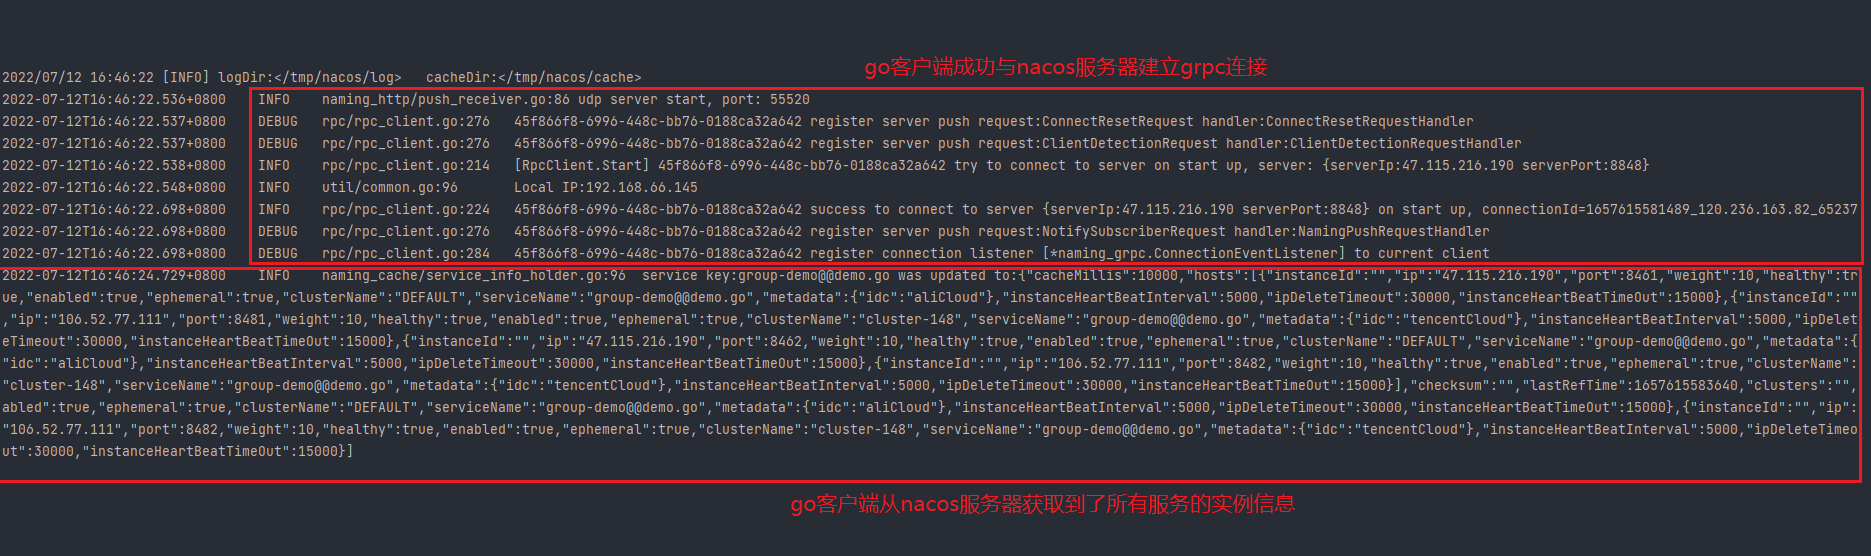 go客户端成功与nacos服务器建立grpc连接
2022/07/12 16:46:22 [INFO] logDir:</tmp/nacos/log>   cacheDir:</tmp/nacos/cache>
2022-07-12T16:46:22.536+0800    INFO    naming_http/push_receiver.go:86 udp server start, port: 55520
2022-07-12T16:46:22.537+0800    DEBUG   rpc/rpc_client.go:276   45f866f8-6996-448c-bb76-0188ca32a642 register server push request:ConnectResetRequest handler:ConnectResetRequestHandler
2022-07-12T16:46:22.537+0800    DEBUG   rpc/rpc_client.go:276   45f866f8-6996-448c-bb76-0188ca32a642 register server push request:ClientDetectionRequest handler:ClientDetectionRequestHandler
2022-07-12T16:46:22.538+0800    INFO    rpc/rpc_client.go:214   [RpcClient.Start] 45f866f8-6996-448c-bb76-0188ca32a642 try to connect to server on start up, server: {serverIp:47.115.216.190 serverPort:8848}
2022-07-12T16:46:22.548+0800    INFO    util/common.go:96       Local IP:192.168.66.145
2022-07-12T16:46:22.698+0800    INFO    rpc/rpc_client.go:224   45f866f8-6996-448c-bb76-0188ca32a642 success to connect to server {serverIp:47.115.216.190 serverPort:8848} on start up, connectionId=1657615581489_120.236.163.82_65237
2022-07-12T16:46:22.698+0800    DEBUG   rpc/rpc_client.go:276   45f866f8-6996-448c-bb76-0188ca32a642 register server push request:NotifySubscriberRequest handler:NamingPushRequestHandler
2022-07-12T16:46:22.698+0800    DEBUG   rpc/rpc_client.go:284   45f866f8-6996-448c-bb76-0188ca32a642 register connection listener [*naming_grpc.ConnectionEventListener] to current client
2022-07-12T16:46:24.729+0800    INFO    naming_cache/service_info_holder.go:96  service key:group-demo@@demo.go was updated to:{"cacheMillis":10000,"hosts":[{"instanceId":"","ip":"47.115.216.190","port":8461,"weight":10,"healthy":tr
ue,"enabled":true,"ephemeral":true,"clusterName":"DEFAULT","serviceName":"group-demo@@demo.go","metadata":{"idc":"aliCloud"},"instanceHeartBeatInterval":5000,"ipDeleteTimeout":30000,"instanceHeartBeatTimeOut":15000},{"instanceId":""
,"ip":"106.52.77.111","port":8481,"weight":10,"healthy":true,"enabled":true,"ephemeral":true,"clusterName":"cluster-148","serviceName":"group-demo@@demo.go","metadata":{"idc":"tencentCloud"},"instanceHeartBeatInterval":5000,"ipDelet
eTimeout":30000,"instanceHeartBeatTimeOut":15000},{"instanceId":"","ip":"47.115.216.190","port":8462,"weight":10,"healthy":true,"enabled":true,"ephemeral":true,"clusterName":"DEFAULT","serviceName":"group-demo@@demo.go","metadata":{
"idc":"aliCloud"},"instanceHeartBeatInterval":5000,"ipDeleteTimeout":30000,"instanceHeartBeatTimeOut":15000},{"instanceId":"","ip":"106.52.77.111","port":8482,"weight":10,"healthy":true,"enabled":true,"ephemeral":true,"clusterName":
"cluster-148","serviceName":"group-demo@@demo.go","metadata":{"idc":"tencentCloud"},"instanceHeartBeatInterval":5000,"ipDeleteTimeout":30000,"instanceHeartBeatTimeOut":15000}],"checksum":"","lastRefTime":1657615583640,"clusters":"",
abled":true,"ephemeral":true,"clusterName":"DEFAULT","serviceName":"group-demo@@demo.go","metadata":{"idc":"aliCloud"},"instanceHeartBeatInterval":5000,"ipDeleteTimeout":30000,"instanceHeartBeatTimeOut":15000},{"instanceId":"","ip":
"106.52.77.111","port":8482,"weight":10,"healthy":true,"enabled":true,"ephemeral":true,"clusterName":"cluster-148","serviceName":"group-demo@@demo.go","metadata":{"idc":"tencentCloud"},"instanceHeartBeatInterval":5000,"ipDeleteTimeo
ut":30000,"instanceHeartBeatTimeOut":15000}]
go客户端从nacos服务器获取到了所有服务的实例信息